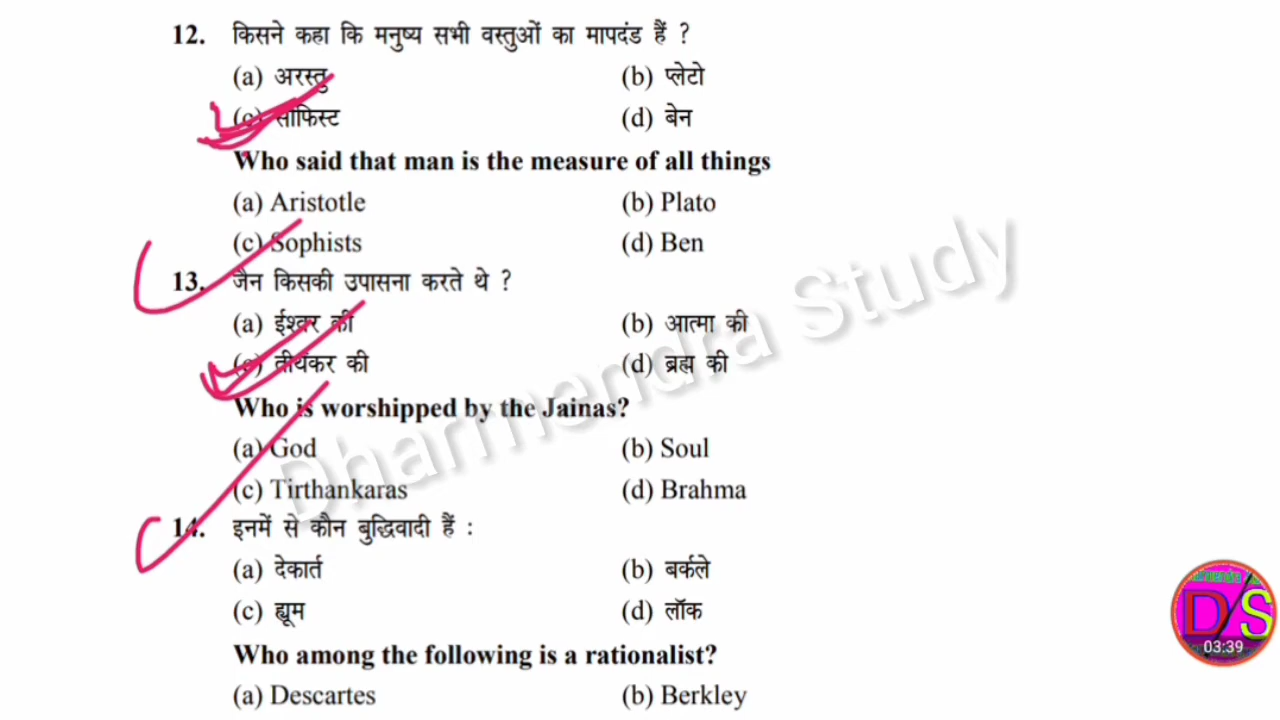 12. किसने कहा कि मनुष्य सभी वस्तुओं का मापदंड हैं ?
(a) अरस्तु (b) प्लेटो
(c) सोफिस्ट (d) बेन
Who said that man is the measure of all things
(a) Aristotle (b) Plato
(c) Sophists (d) Ben
13. जैन किसकी उपासना करते थे ?
(a) ईश्वर की (b) आत्मा की
(c) तीर्थंकर की (d) ब्रह्म की
Who is worshipped by the Jainas?
(a) God (b) Soul
(c) Tirthankaras (d) Brahma
14. इनमें से कौन बुद्धिवादी हैं :
(a) देकार्त (b) बर्कले
(c) ह्यूम (d) लॉक
Who among the following is a rationalist?
(a) Descartes (b) Berkley
Dharmendra Study
D/S
03:39